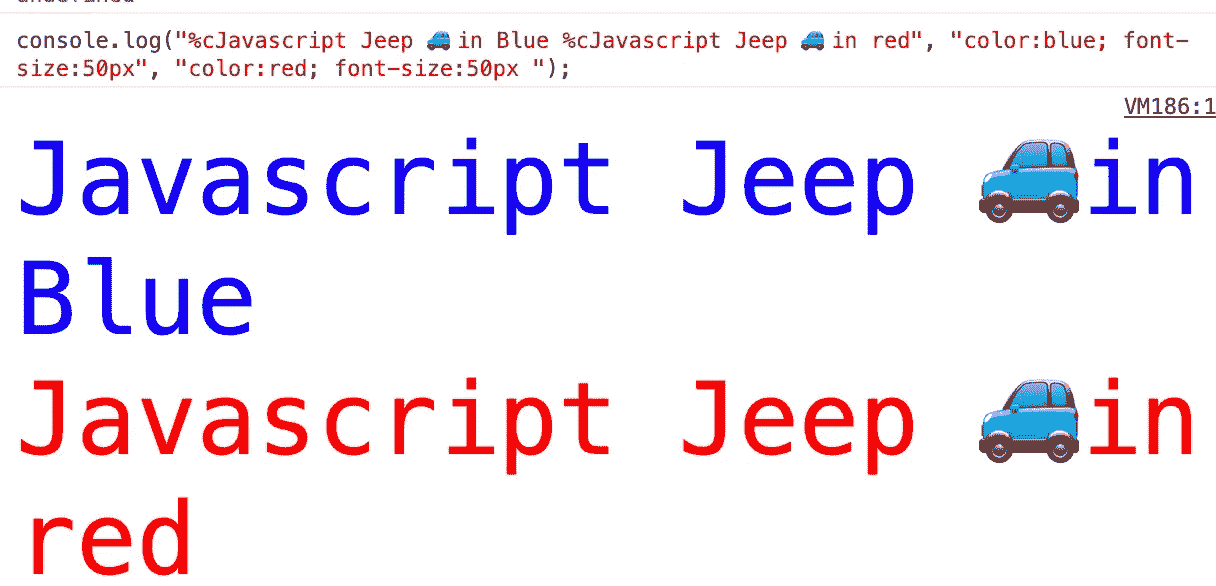 console.log("%cJavascript Jeep 🚙 in Blue %cJavascript Jeep 🚙 in red", "color:blue; font-
size:50px", "color:red; font-size:50px ");
VM186:1
Javascript Jeep 🚙in
Blue
Javascript Jeep 🚙in
red